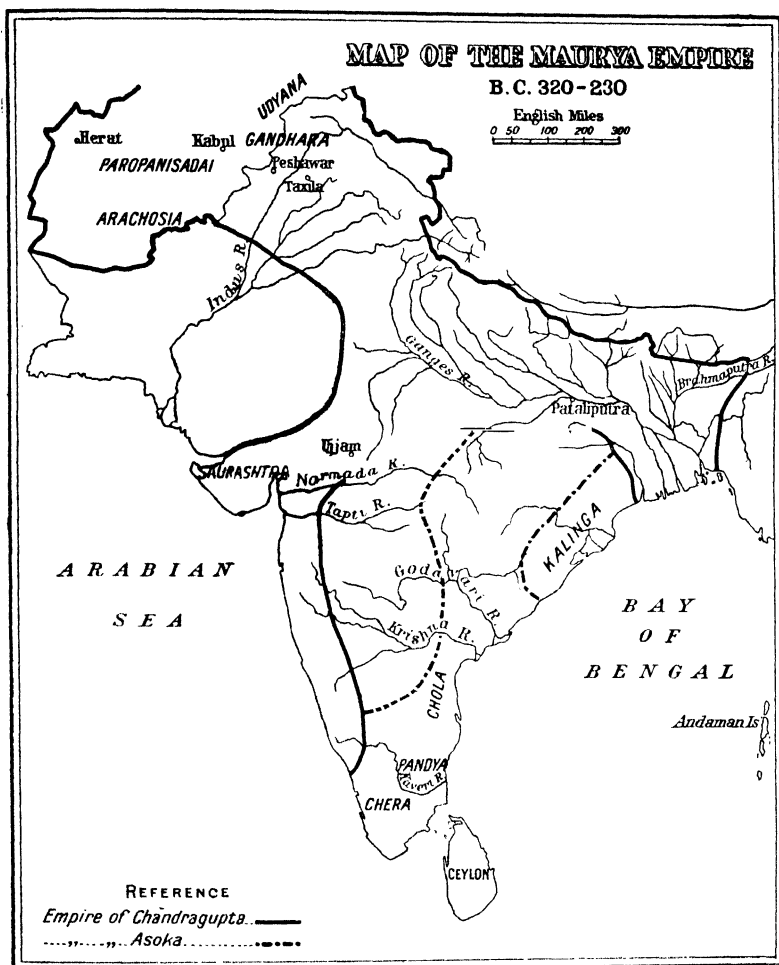 MAP OF THE MAURYA EMPIRE
B.C. 320-230
English Miles
0 50 100 200 300
UDYANA
Herat
Kabul
GANDHARA
PAROPANISADAI
Peshawar
Taxila
ARACHOSIA
Indus R.
Ganges R.
Brahmaputra R.
Pataliputra
Ujjain
SAURASHTRA
Normada R.
Tapti R.
KALINGA
ARABIAN
SEA
Godavari R.
Krishna R.
BAY
OF
BENGAL
CHOLA
Andaman Is
PANDYA
Kaveri R.
CHERA
CEYLON
REFERENCE
Empire of Chandragupta
„ „ Asoka